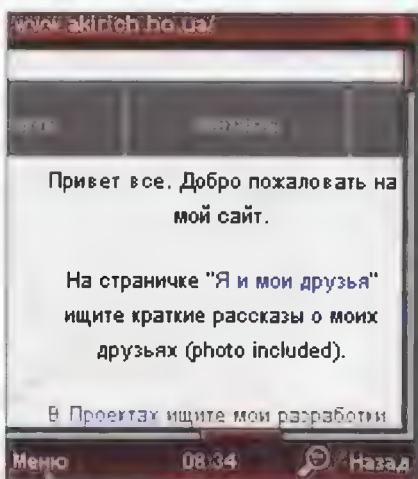 www.akirich.ho.ua/
Привет все. Добро пожаловать на
мой сайт.
На страничке "Я и мои друзья"
ищите краткие рассказы о моих
друзьях (photo included).
В Проектах ищите мои разработки
Меню 08:34 Назад